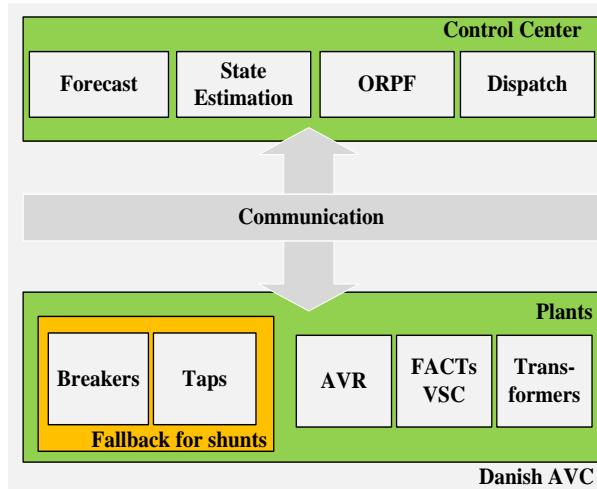 Control Center
Forecast
State
Estimation
ORPF
Dispatch
Communication
Plants
Breakers
Taps
Fallback for shunts
AVR
FACTs
VSC
Trans-
formers
Danish AVC